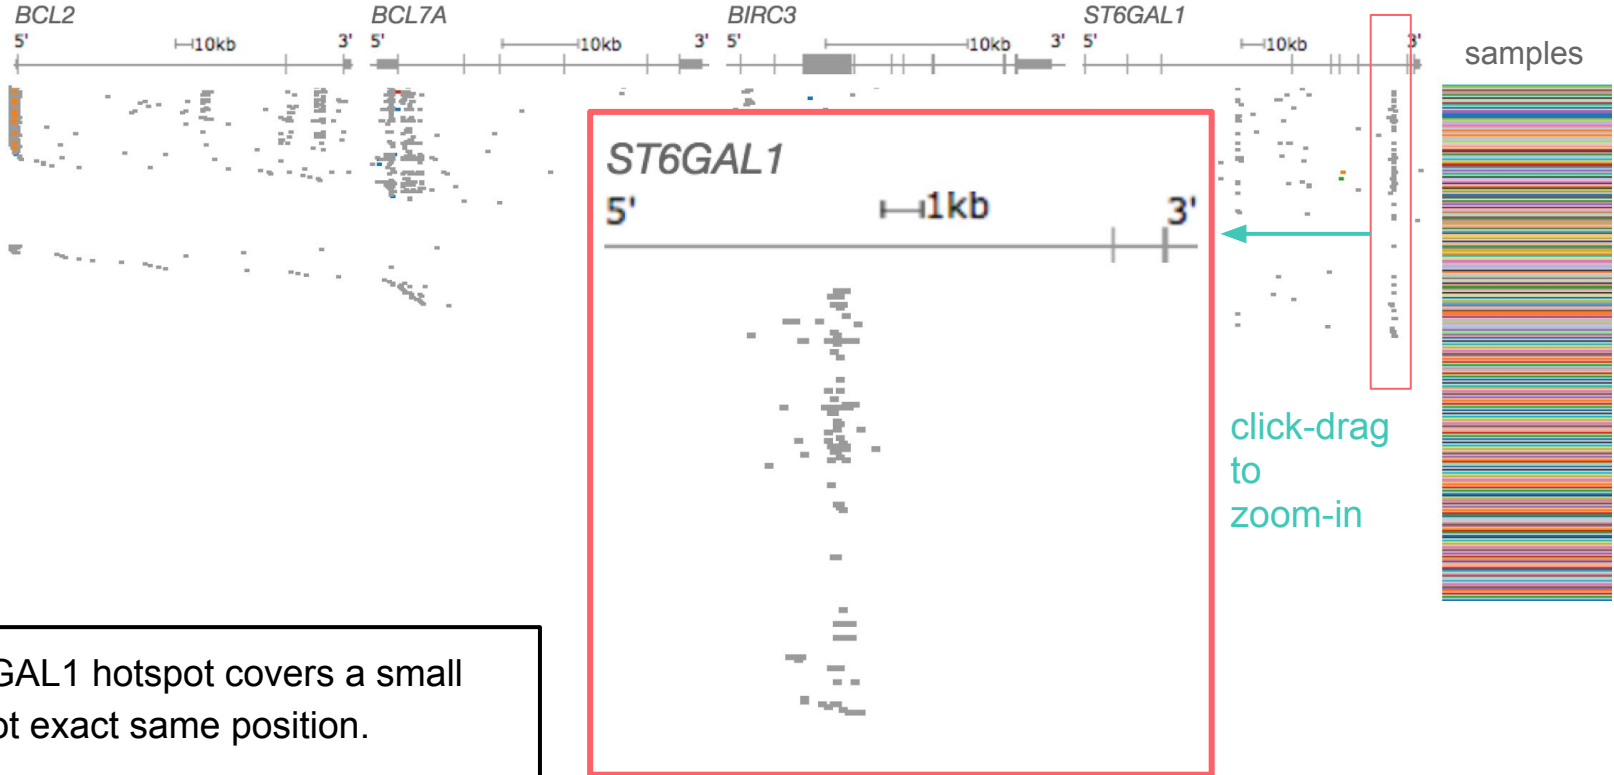 BCL2
BCL7A
BIRC3
ST6GAL1
5' 10kb 3'
5' 10kb 3'
5' 10kb 3'
5' 10kb 3'
samples
ST6GAL1
5' 1kb 3'
click-drag
to
zoom-in
GAL1 hotspot covers a small
exact same position.